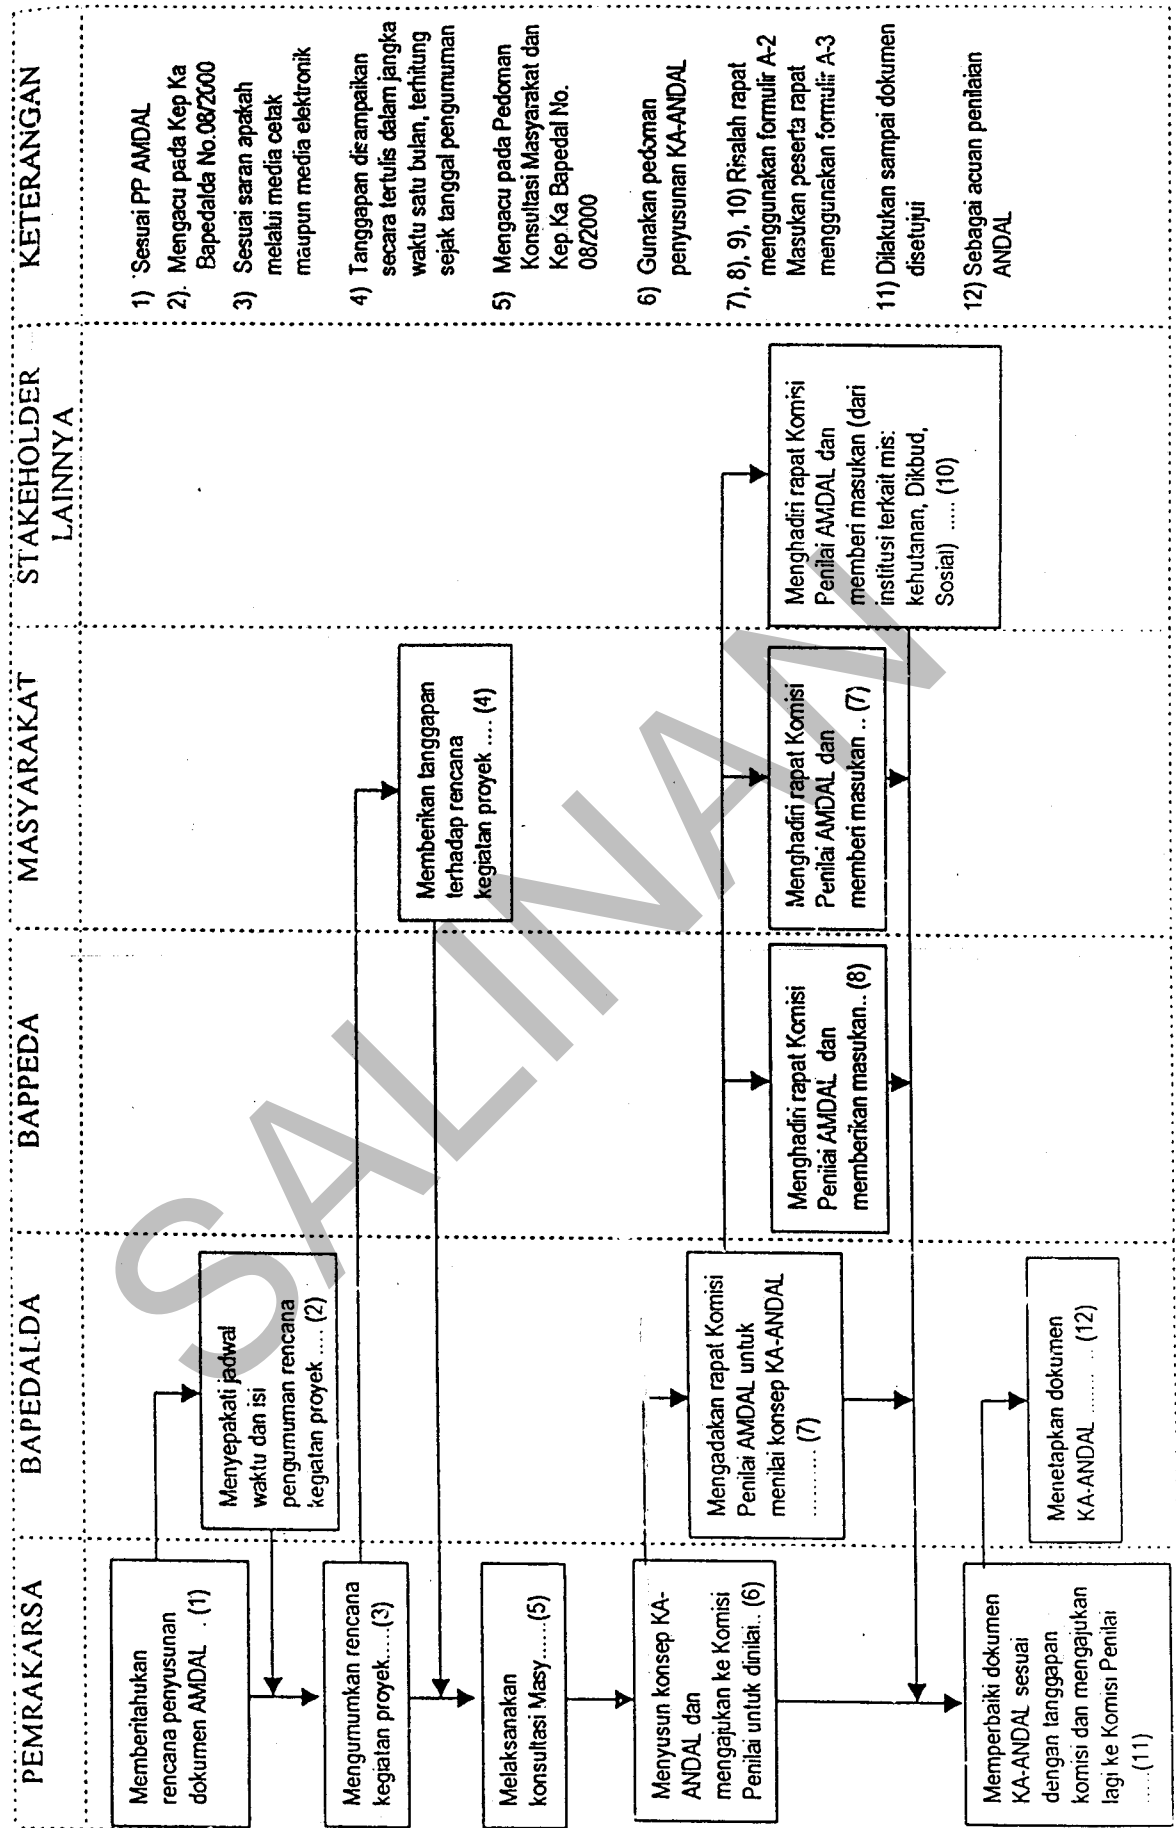 PEMRAKARSA
BAPEDALDA
BAPPEDA
MASYARAKAT
STAKEHOLDER
LAINNYA
KETERANGAN
Memberitahukan
rencana penyusunan
dokumen AMDAL . (1)
Menyepakati jadwal
waktu dan isi
pengumuman rencana
kegiatan proyek .... (2)
Mengumumkan rencana
kegiatan proyek....(3)
Memberikan tanggapan
terhadap rencana
kegiatan proyek .... (4)
Melaksanakan
konsultasi Masy......(5)
Menyusun konsep KA-
ANDAL dan
mengajukan ke Komisi
Penilai untuk dinilai.. (6)
Mengadakan rapat Komisi
Penilai AMDAL untuk
menilai konsep KA-ANDAL
.......... (7)
Menghadiri rapat Komisi
Penilai AMDAL dan
memberikan masukan.. (8)
Menghadiri rapat Komisi
Penilai AMDAL dan
memberi masukan .. (7)
Menghadiri rapat Komisi
Penilai AMDAL dan
memberi masukan (dari
institusi terkait mis:
kehutanan, Dikbud,
Sosial) ..... (10)
Memperbaiki dokumen
KA-ANDAL sesuai
dengan tanggapan
komisi dan mengajukan
lagi ke Komisi Penilai
.....(11)
Menetapkan dokumen
KA-ANDAL ........ .. (12)
1) Sesuai PP AMDAL
2). Mengacu pada Kep Ka
Bapedalda No.08/2000
3) Sesuai saran apakah
melalui media cetak
maupun media elektronik
4) Tanggapan disampaikan
secara tertulis dalam jangka
waktu satu bulan, terhitung
sejak tanggal pengumuman
5) Mengacu pada Pedoman
Konsultasi Masyarakat dan
Kep.Ka Bapedal No.
08/2000
6) Gunakan pedoman
penyusunan KA-ANDAL
7), 8), 9), 10) Risalah rapat
menggunakan formulir A-2
Masukan peserta rapat
menggunakan formulir A-3
11) Dilakukan sampai dokumen
disetujui
12) Sebagai acuan penilaian
ANDAL
SALINAN